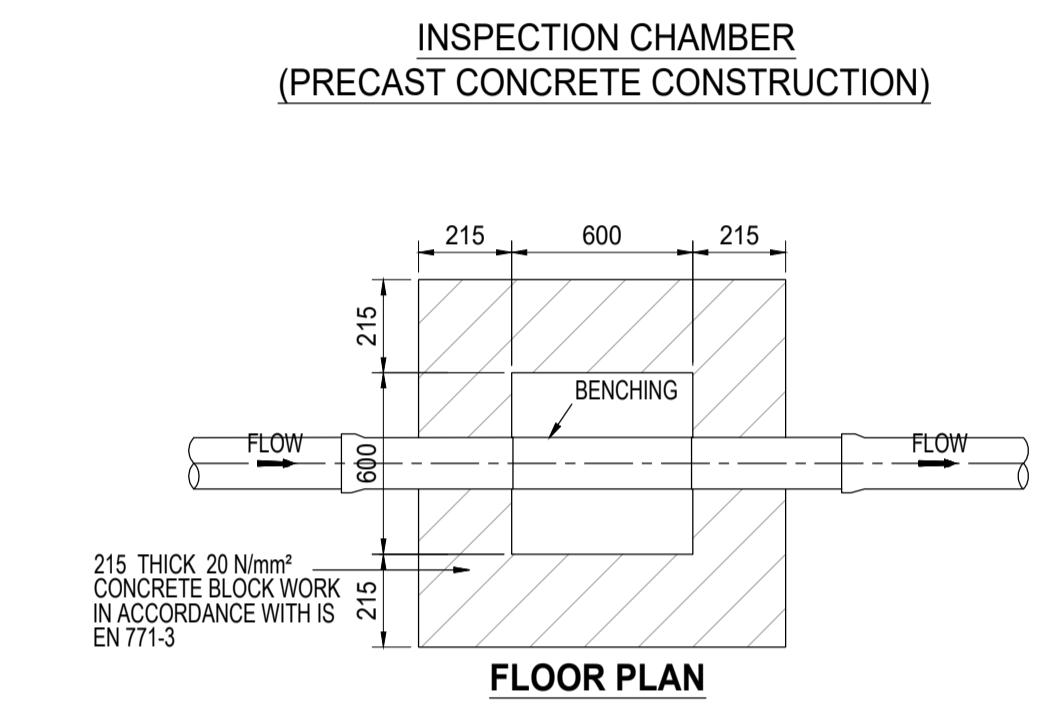 INSPECTION CHAMBER
(PRECAST CONCRETE CONSTRUCTION)
215
600
215
215
BENCHING
FLOW
600
FLOW
215 THICK 20 N/mm²
CONCRETE BLOCK WORK
IN ACCORDANCE WITH IS
EN 771-3
215
FLOOR PLAN